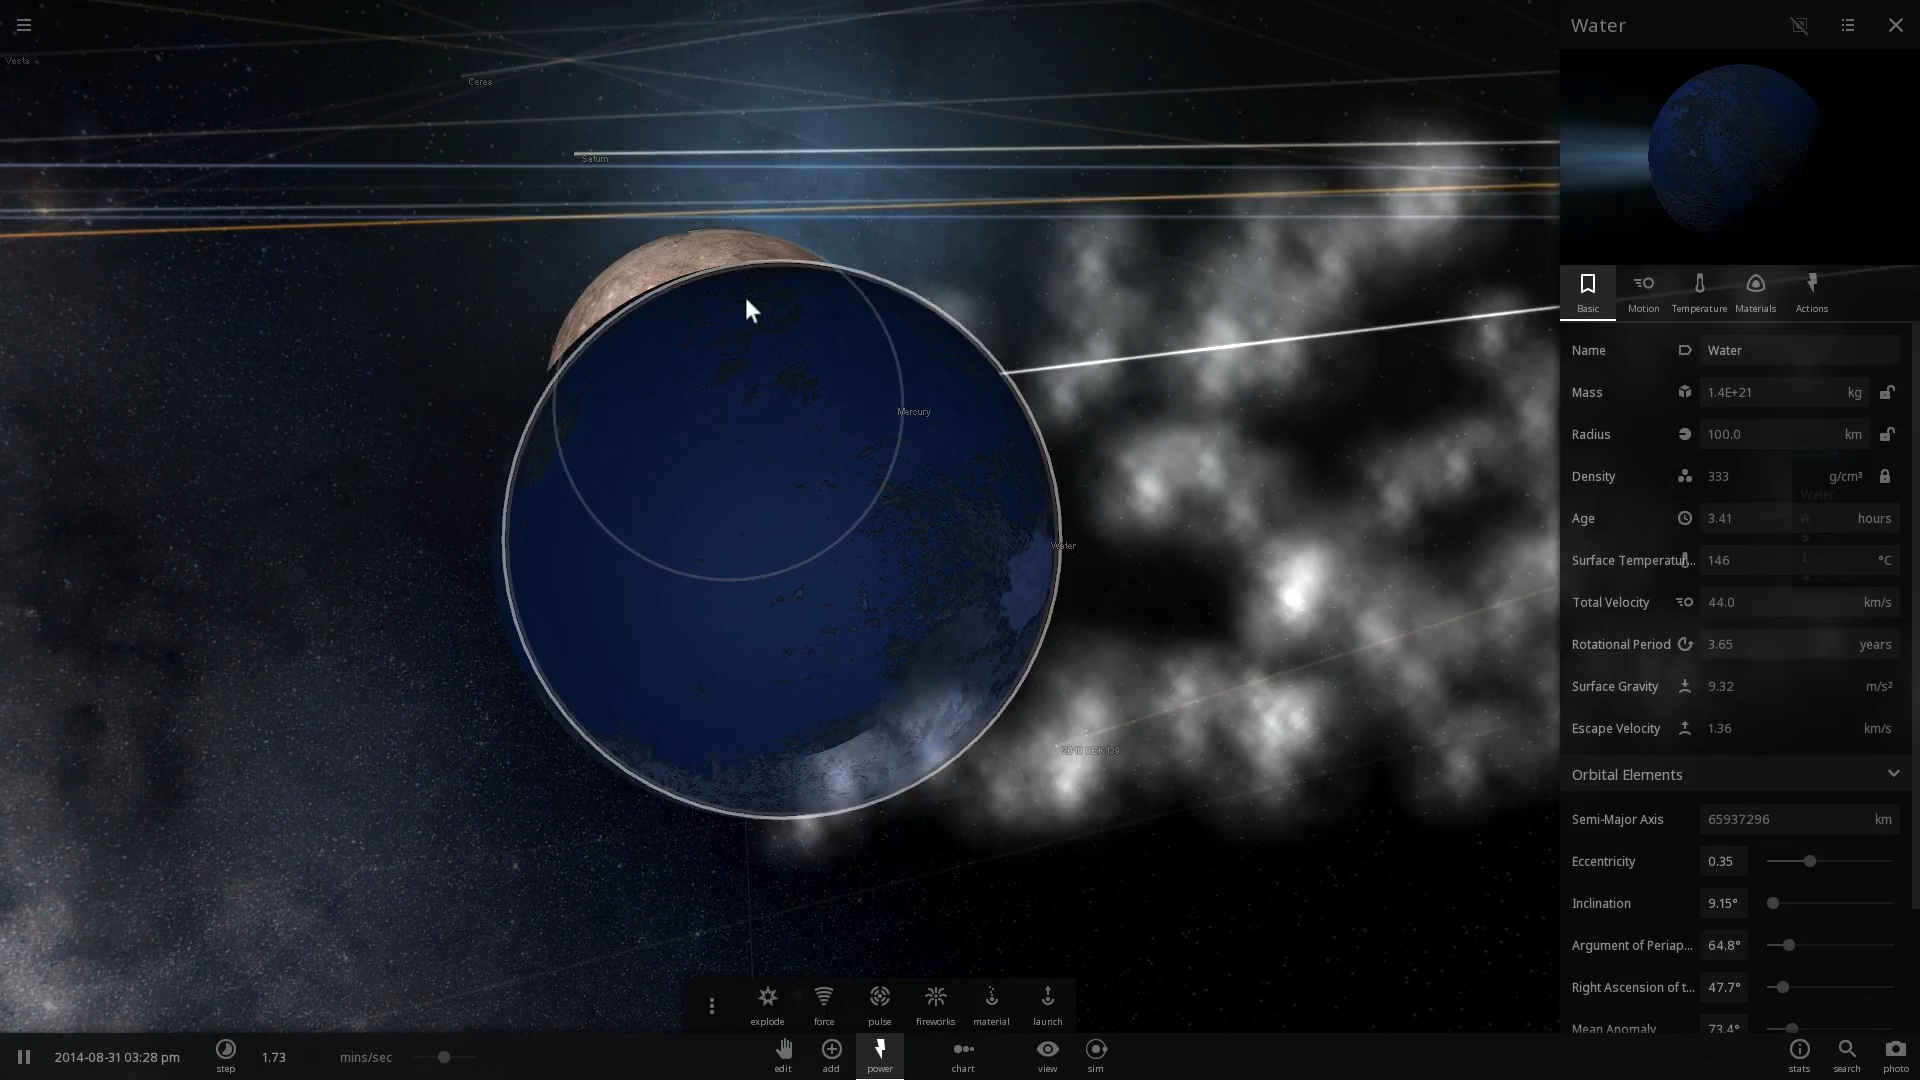 Water
Vesta
Ceres
Saturn
Mercury
Water
Basic
Motion
Temperature
Materials
Actions
Name Water
Mass 1.4E+21 kg
Radius 100.0 km
Density 333 g/cm³
Water
Age 3.41 hours
Surface Temperatur... 146 °C
Total Velocity 44.0 km/s
Rotational Period 3.65 years
Surface Gravity 9.32 m/s²
Escape Velocity 1.36 km/s
Orbital Elements
Semi-Major Axis 65937296 km
Eccentricity 0.35
Inclination 9.15°
Argument of Periap... 64.8°
Right Ascension of t... 47.7°
Mean Anomaly 73.4°
explode
force
pulse
fireworks
material
launch
2014-08-31 03:28 pm
step
1.73 mins/sec
edit
add
power
chart
view
sim
stats
search
photo